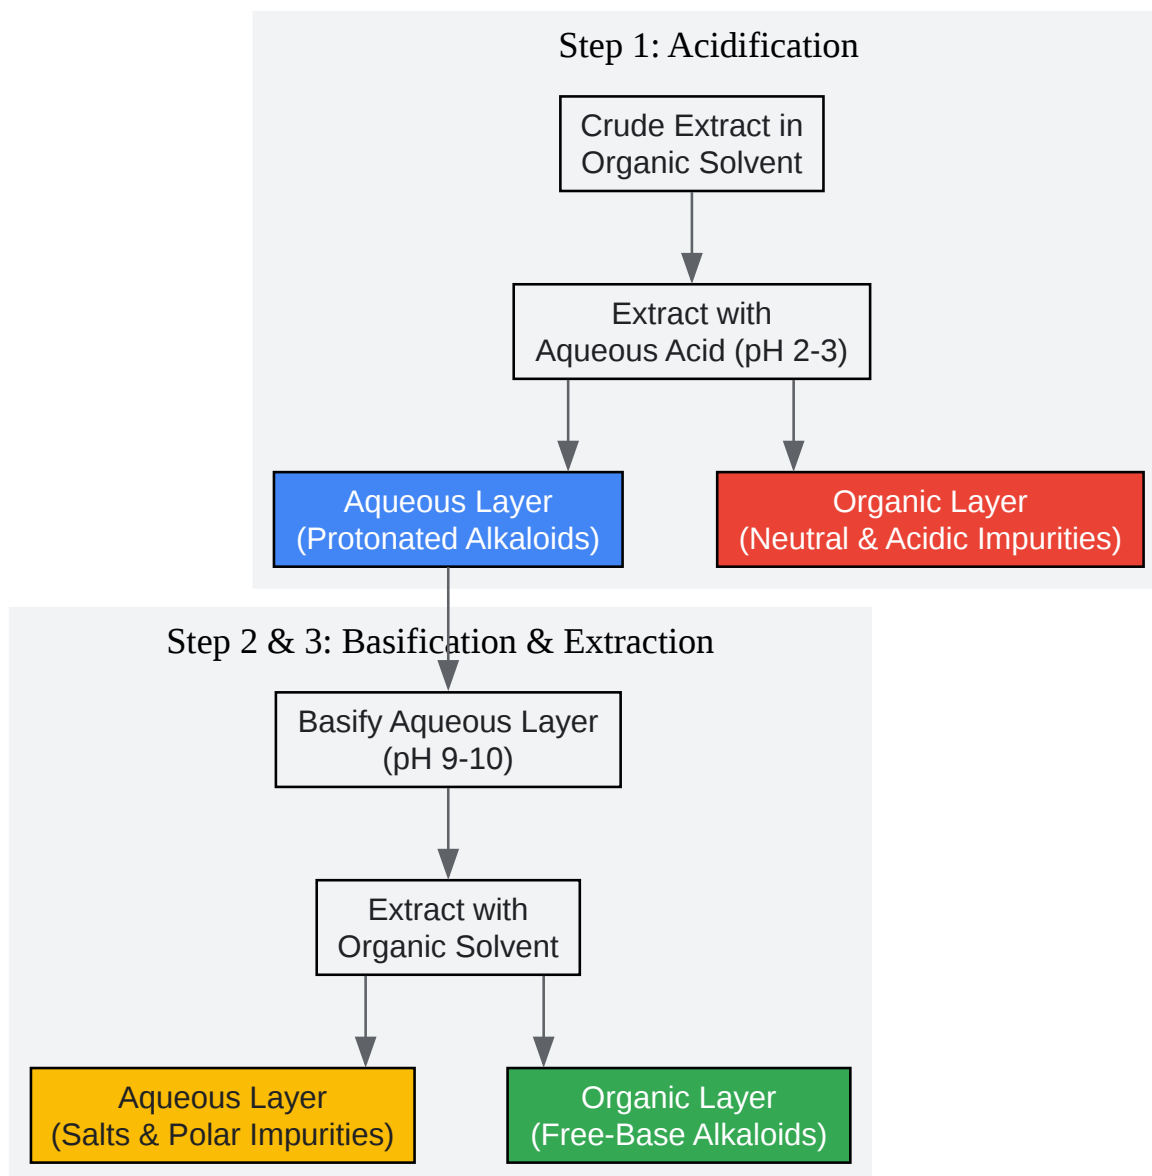 Step 1: Acidification
Crude Extract in
Organic Solvent
Extract with
Aqueous Acid (pH 2-3)
Aqueous Layer
(Protonated Alkaloids)
Organic Layer
(Neutral & Acidic Impurities)
Step 2 & 3: Basification & Extraction
Basify Aqueous Layer
(pH 9-10)
Extract with
Organic Solvent
Aqueous Layer
(Salts & Polar Impurities)
Organic Layer
(Free-Base Alkaloids)